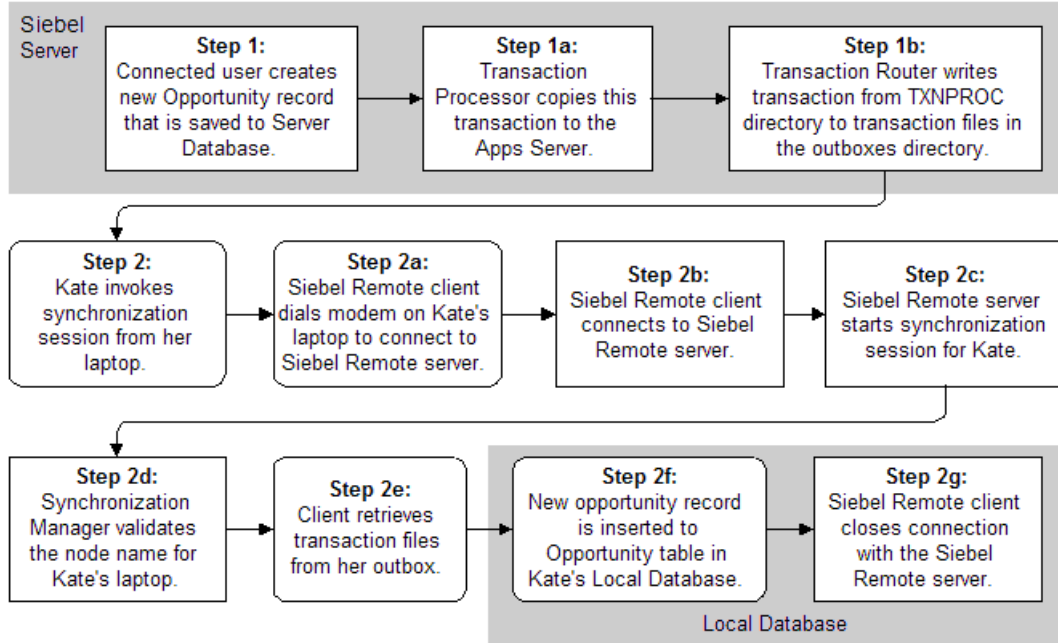 Siebel
Server
Step 1:
Connected user creates
new Opportunity record
that is saved to Server
Database.
Step 1a:
Transaction
Processor copies this
transaction to the
Apps Server.
Step 1b:
Transaction Router writes
transaction from TXNPROC
directory to transaction files in
the outboxes directory.
Step 2:
Kate invokes
synchronization
session from her
laptop.
Step 2a:
Siebel Remote client
dials modem on Kate's
laptop to connect to
Siebel Remote server.
Step 2b:
Siebel Remote client
connects to Siebel
Remote server.
Step 2c:
Siebel Remote server
starts synchronization
session for Kate.
Step 2d:
Synchronization
Manager validates
the node name for
Kate's laptop.
Step 2e:
Client retrieves
transaction files
from her outbox.
Step 2f:
New opportunity record
is inserted to
Opportunity table in
Kate's Local Database.
Step 2g:
Siebel Remote client
closes connection
with the Siebel
Remote server.
Local Database